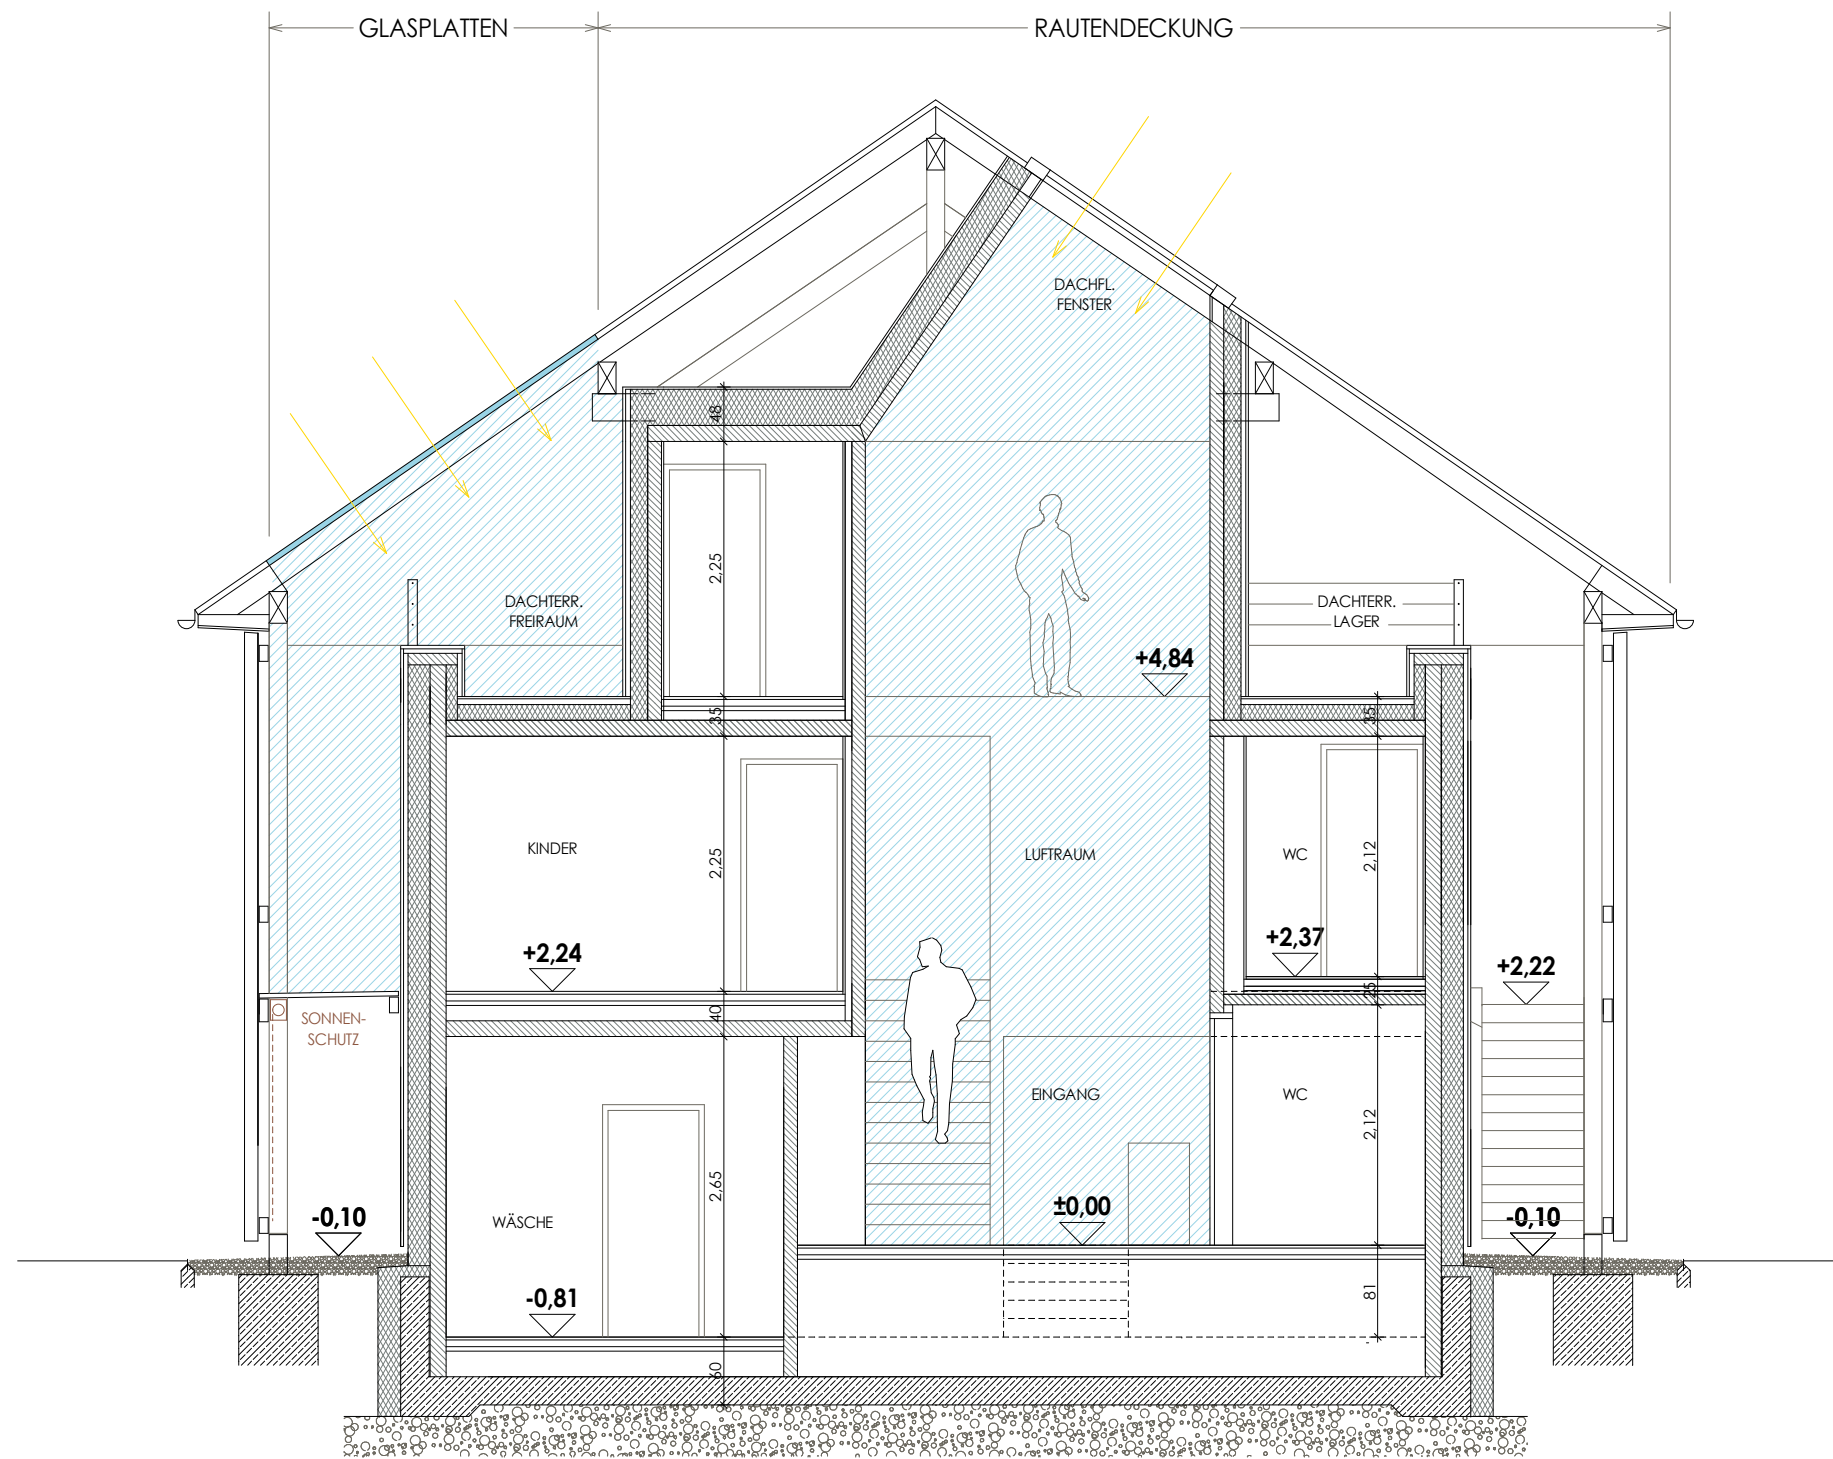 GLASPLATTEN
RAUTENDECKUNG
DACHFL.
FENSTER
48
2,25
DACHTERR.
FREIRAUM
DACHTERR.
LAGER
+4,84
35
35
KINDER
2,25
LUFTRAUM
WC
2,12
+2,24
+2,37
+2,22
25
40
SONNEN-
SCHUTZ
EINGANG
WC
2,12
2,65
WÄSCHE
-0,10
±0,00
-0,10
-0,81
81
60